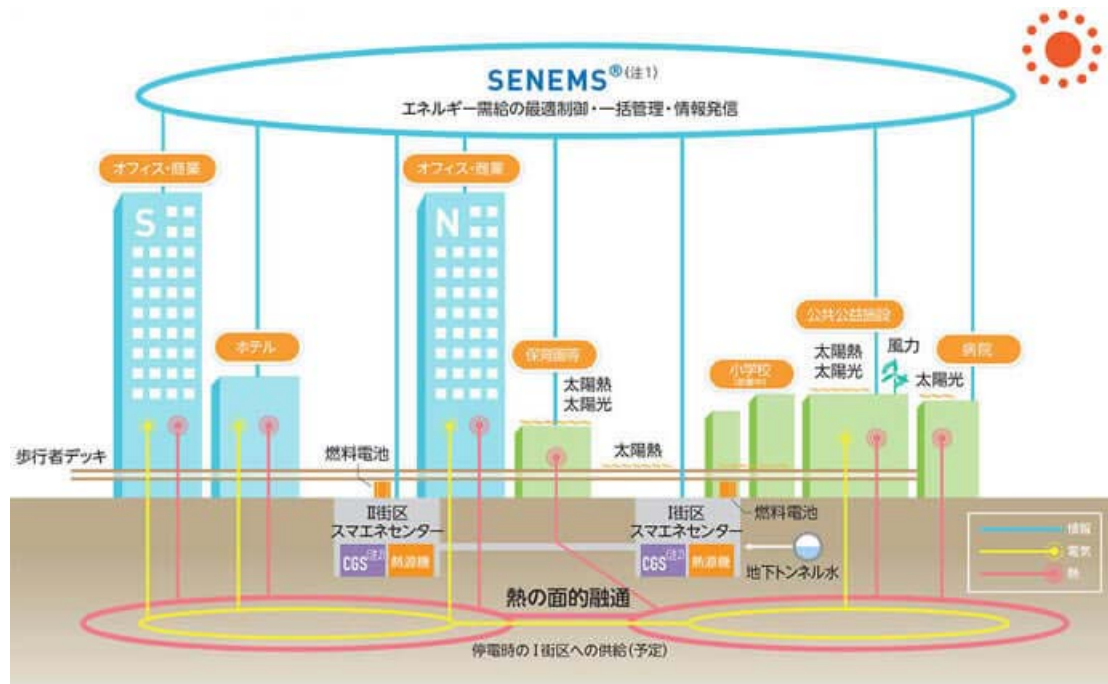 SENEMS®(注1)
エネルギー需給の最適制御・一括管理・情報発信
オフィス・商業
オフィス・商業
S
N
ホテル
保育園等
太陽熱
太陽光
小学校
公共公益施設
太陽熱
太陽光
風力
病院
太陽光
歩行者デッキ
燃料電池
太陽熱
II街区
スマエネセンター
CGS(注2)
熱源機
I街区
スマエネセンター
CGS(注2)
熱源機
燃料電池
地下トンネル水
情報
電気
熱
熱の面的融通
停電時のI街区への供給(予定)